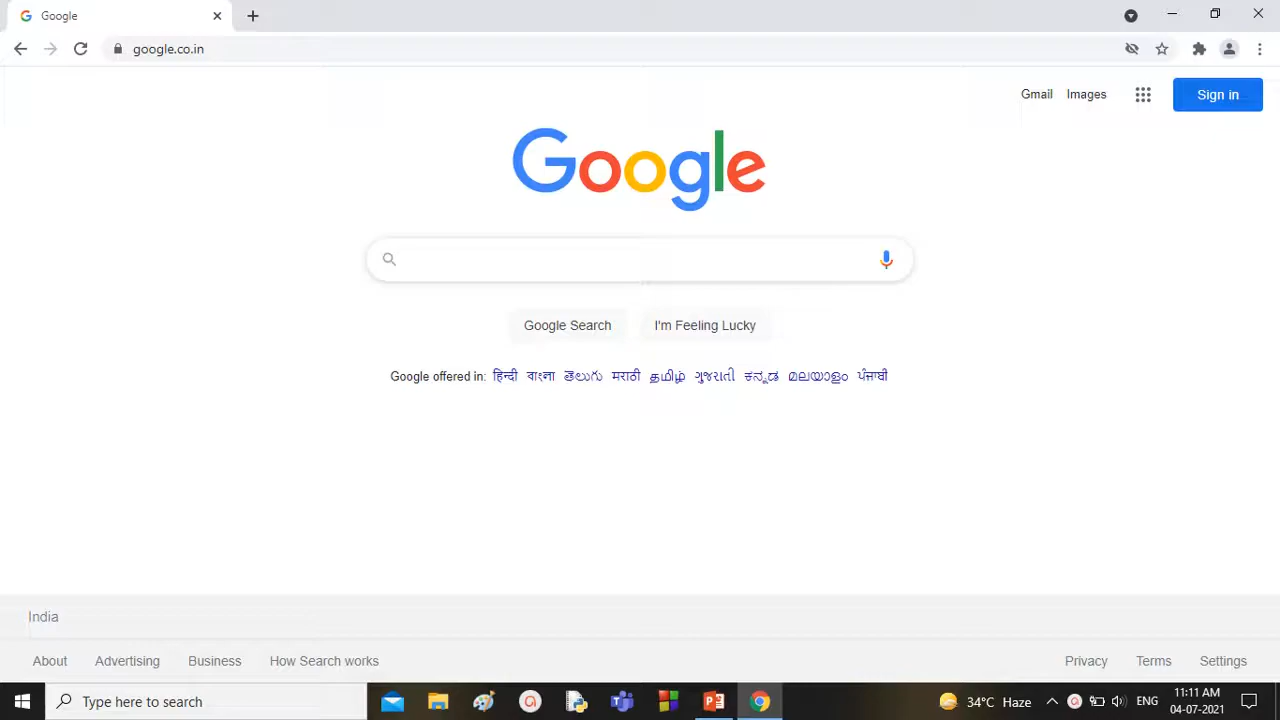 Google
google.co.in
Gmail Images Sign in
Google
Google Search I'm Feeling Lucky
Google offered in: हिन्दी বাংলা తెలుగు मराठी தமிழ் ગુજરાતી ಕನ್ನಡ മലയാളം ਪੰਜਾਬੀ
India
About Advertising Business How Search works Privacy Terms Settings
Type here to search 34°C Haze ENG 11:11 AM
04-07-2021